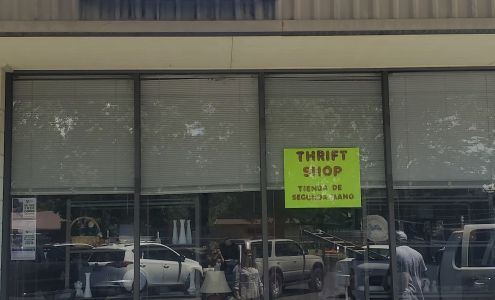 THRIFT
SHOP
TIENDA DE
SEGUNDA MANO